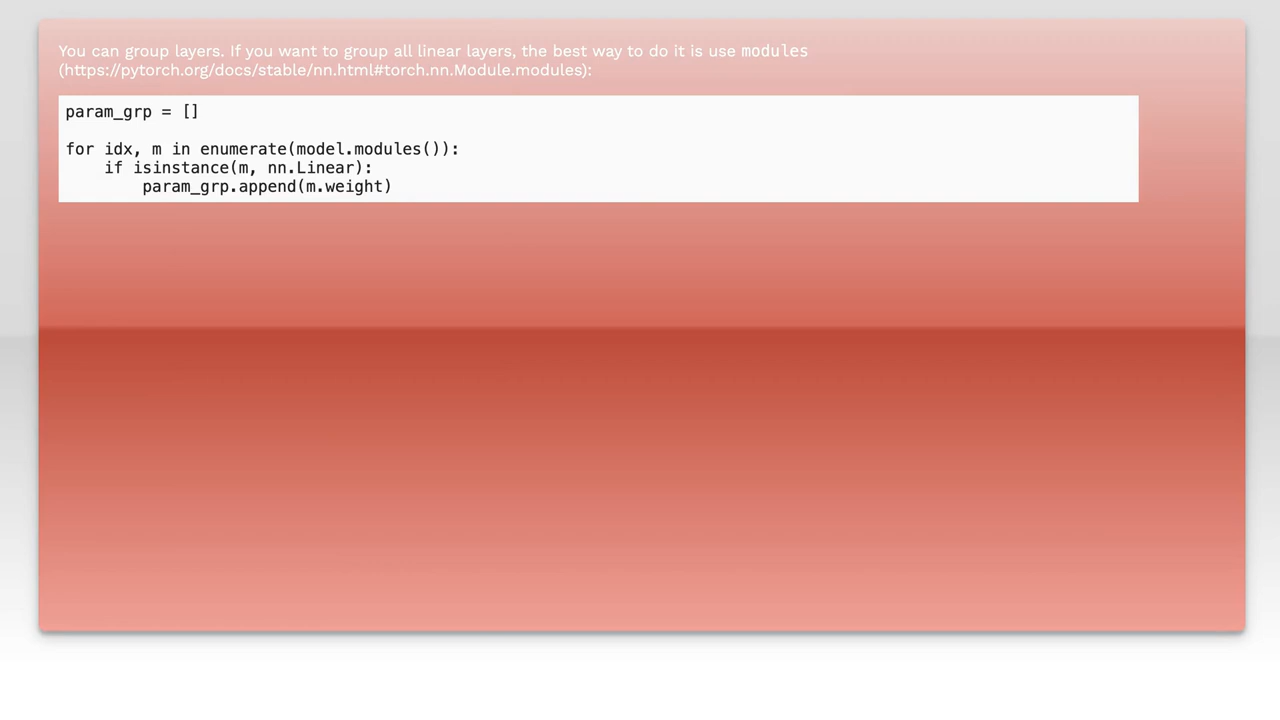 You can group layers. If you want to group all linear layers, the best way to do it is use modules
(https://pytorch.org/docs/stable/nn.html#torch.nn.Module.modules):
param_grp = []
for idx, m in enumerate(model.modules()):
    if isinstance(m, nn.Linear):
        param_grp.append(m.weight)